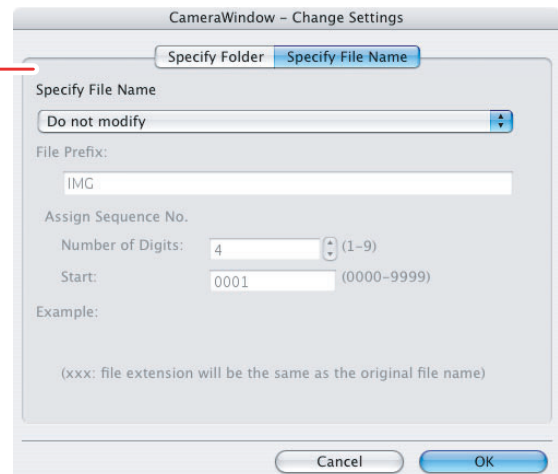 CameraWindow – Change Settings
Specify Folder Specify File Name
Specify File Name
Do not modify
File Prefix:
IMG
Assign Sequence No.
Number of Digits: 4 (1–9)
Start: 0001 (0000–9999)
Example:
(xxx: file extension will be the same as the original file name)
Cancel OK